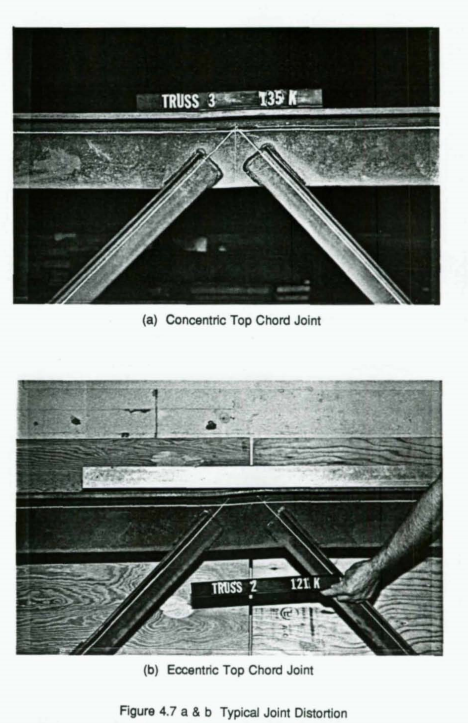 TRUSS 3 135 K
(a) Concentric Top Chord Joint
TRUSS 2 121 K
(b) Eccentric Top Chord Joint
Figure 4.7 a & b Typical Joint Distortion